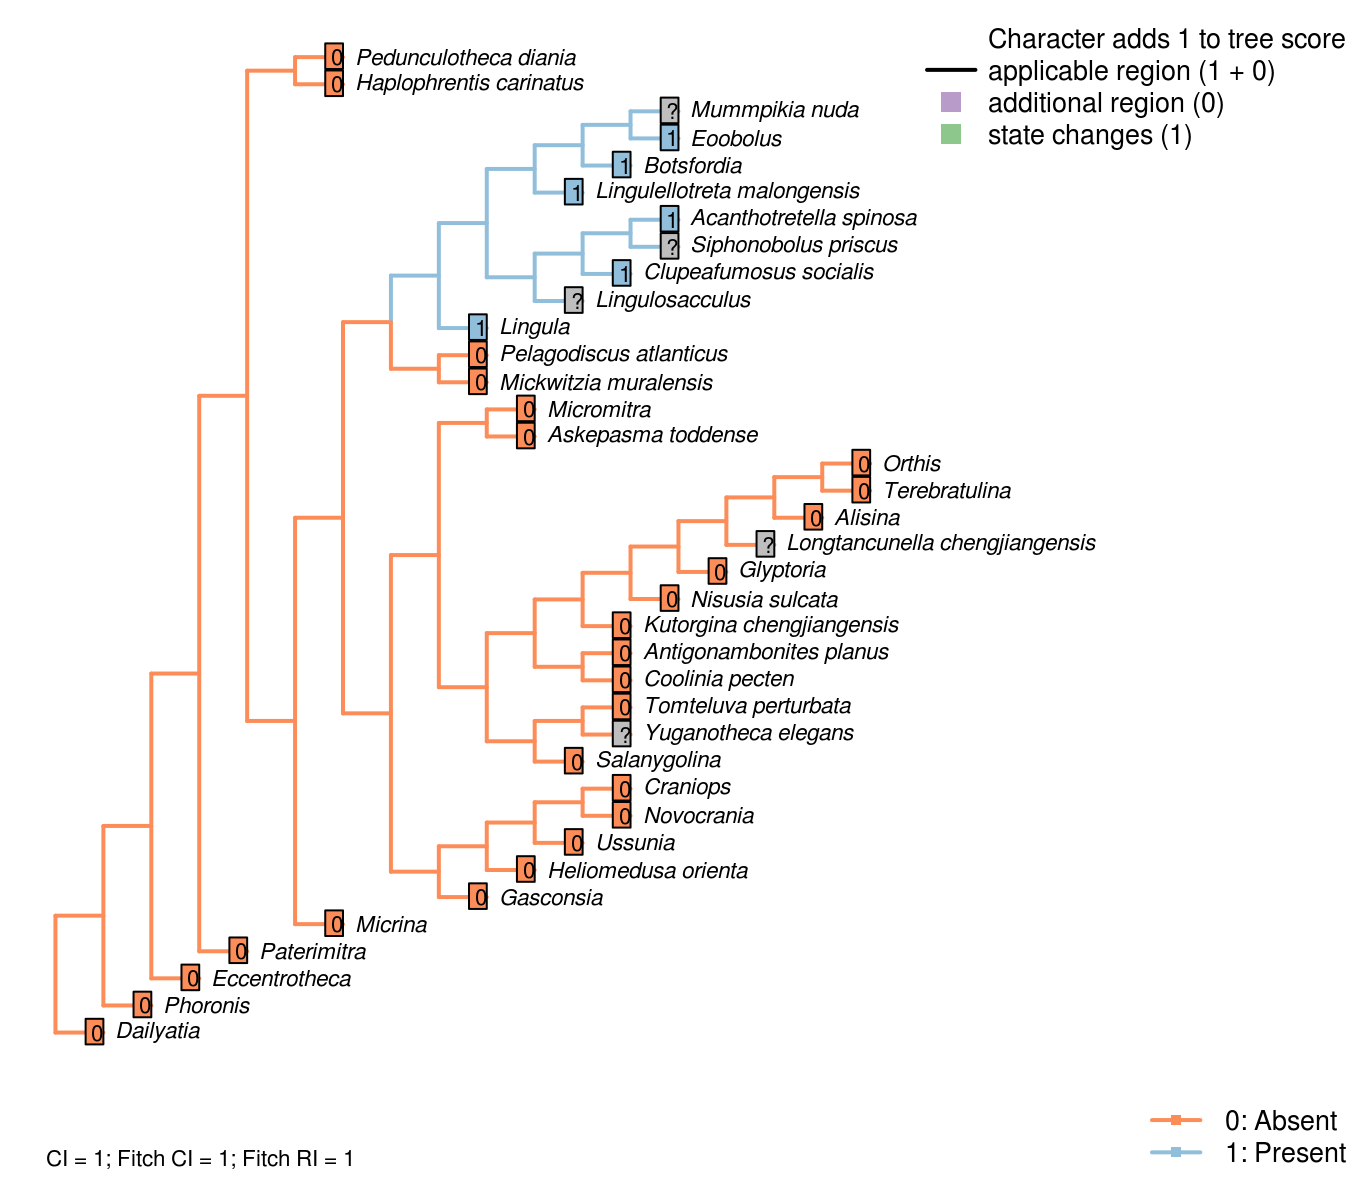 Character adds 1 to tree score
applicable region (1 + 0)
additional region (0)
state changes (1)
0 Pedunculotheca diania
0 Haplophrentis carinatus
? Mummpikia nuda
1 Eoobolus
1 Botsfordia
1 Lingulellotreta malongensis
1 Acanthotretella spinosa
? Siphonobolus priscus
1 Clupeafumosus socialis
? Lingulosacculus
1 Lingula
0 Pelagodiscus atlanticus
0 Mickwitzia muralensis
0 Micromitra
0 Askepasma toddense
0 Orthis
0 Terebratulina
0 Alisina
? Longtancunella chengjiangensis
0 Glyptoria
0 Nisusia sulcata
0 Kutorgina chengjiangensis
0 Antigonambonites planus
0 Coolinia pecten
0 Tomteluva perturbata
? Yuganotheca elegans
0 Salanygolina
0 Craniops
0 Novocrania
0 Ussunia
0 Heliomedusa orienta
0 Gasconsia
0 Micrina
0 Paterimitra
0 Eccentrotheca
0 Phoronis
0 Dailyatia
0: Absent
1: Present
CI = 1; Fitch CI = 1; Fitch RI = 1